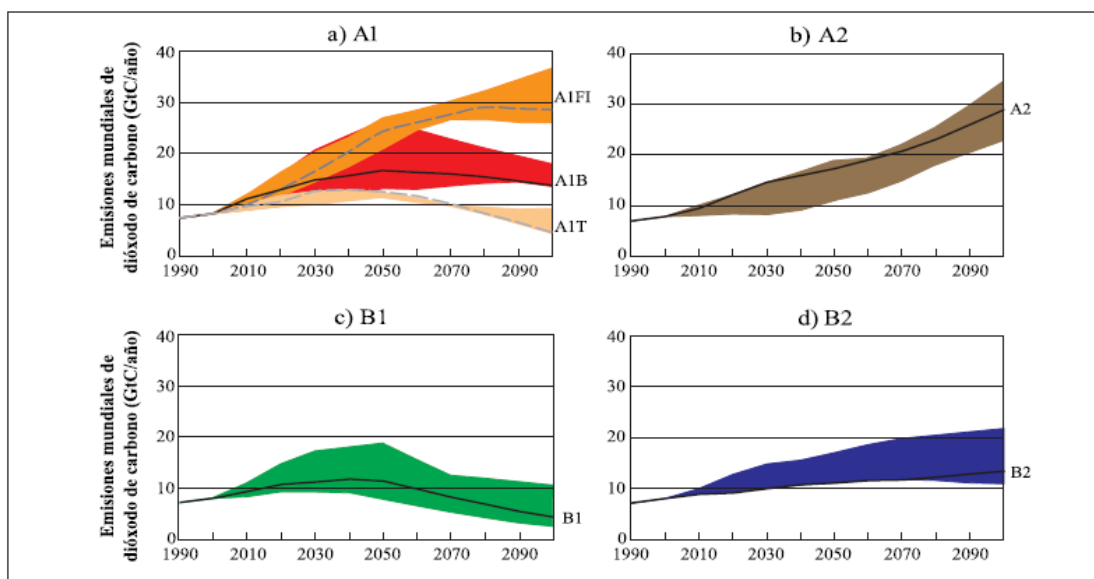 a) A1
Emisiones mundiales de
dióxodo de carbono (GtC/año)
40
30
20
10
0
1990 2010 2030 2050 2070 2090
A1FI
A1B
A1T
b) A2
40
30
20
10
0
1990 2010 2030 2050 2070 2090
A2
c) B1
Emisiones mundiales de
dióxodo de carbono (GtC/año)
40
30
20
10
0
1990 2010 2030 2050 2070 2090
B1
d) B2
40
30
20
10
0
1990 2010 2030 2050 2070 2090
B2